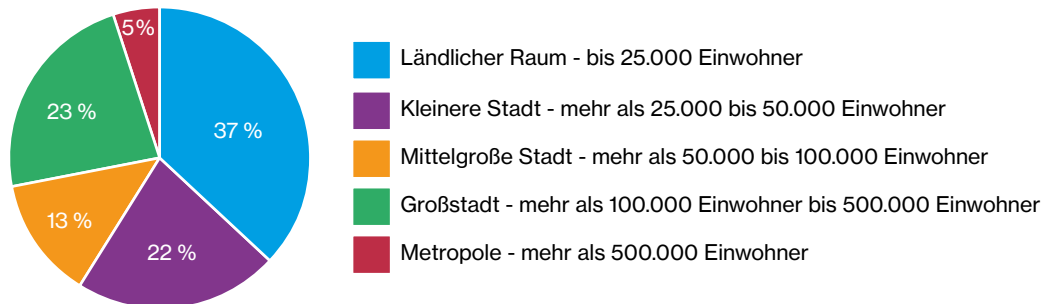 5%
23 %
37 %
13 %
22 %
Ländlicher Raum - bis 25.000 Einwohner
Kleinere Stadt - mehr als 25.000 bis 50.000 Einwohner
Mittelgroße Stadt - mehr als 50.000 bis 100.000 Einwohner
Großstadt - mehr als 100.000 Einwohner bis 500.000 Einwohner
Metropole - mehr als 500.000 Einwohner